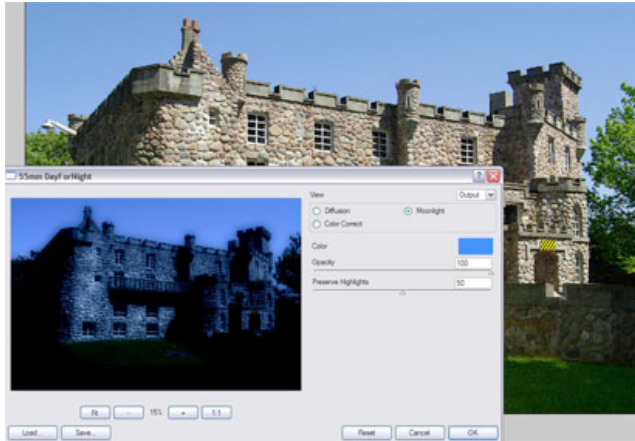 55mm DayForNight
View
Output
Diffusion
Moonlight
Color Correct
Color
Opacity
100
Preserve Highlights
50
Fit
-
15%
+
1:1
Load...
Save...
Reset
Cancel
OK